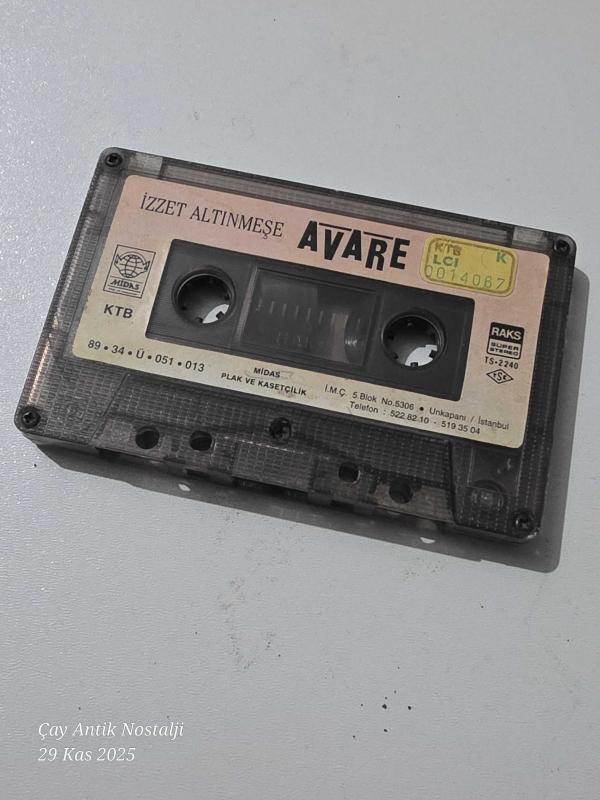 İZZET ALTINMEŞE
AVARE
KTB K
LCI
0014067
MİDAS
KTB
RAKS
SUPER
STEREO
TS•2240
TSE
89•34•Ü•051•013
MİDAS
PLAK VE KASETÇİLİK
İ.M.Ç. 5.Blok No.5306 • Unkapanı / İstanbul
Telefon : 522 82 10 - 519 35 04
Çay Antik Nostalji
29 Kas 2025